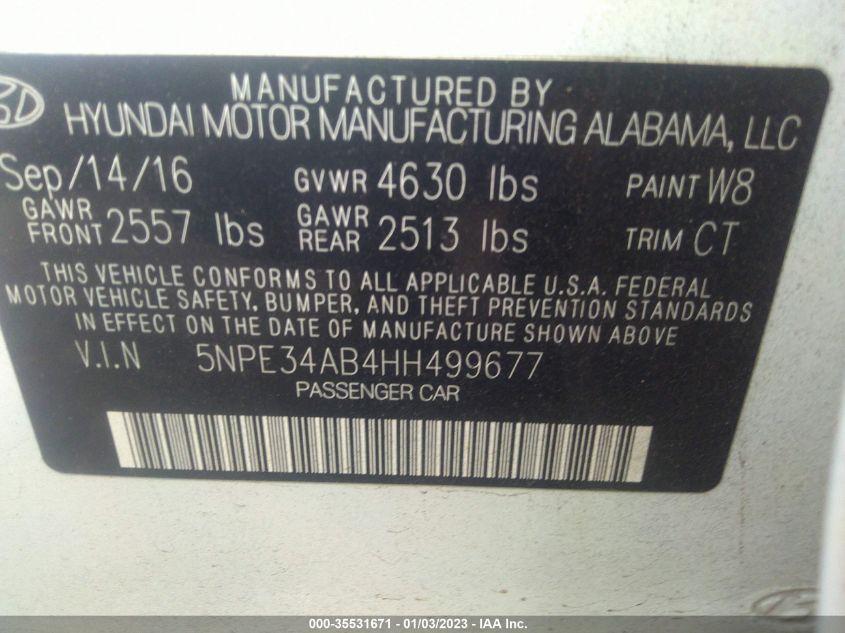 MANUFACTURED BY
HYUNDAI MOTOR MANUFACTURING ALABAMA, LLC
Sep/14/16 GVWR 4630 lbs PAINT W8
GAWR FRONT 2557 lbs GAWR REAR 2513 lbs TRIM CT
THIS VEHICLE CONFORMS TO ALL APPLICABLE U.S.A. FEDERAL
MOTOR VEHICLE SAFETY, BUMPER, AND THEFT PREVENTION STANDARDS
IN EFFECT ON THE DATE OF MANUFACTURE SHOWN ABOVE.
V.I.N 5NPE34AB4HH499677
PASSENGER CAR
000-35531671 - 01/03/2023 - © IAA Inc.